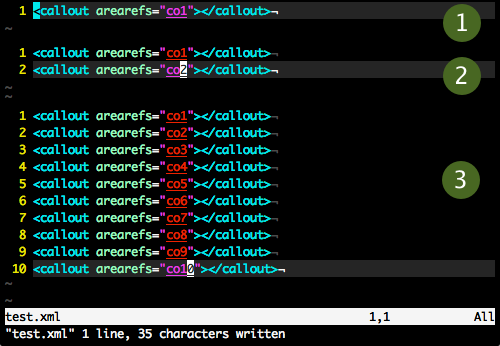 1 <callout arearefs="co1"></callout>¬ 1
~
1 <callout arearefs="co1"></callout>¬
2 <callout arearefs="co2"></callout>¬ 2
~
~
1 <callout arearefs="co1"></callout>¬
2 <callout arearefs="co2"></callout>¬
3 <callout arearefs="co3"></callout>¬
4 <callout arearefs="co4"></callout>¬
5 <callout arearefs="co5"></callout>¬ 3
6 <callout arearefs="co6"></callout>¬
7 <callout arearefs="co7"></callout>¬
8 <callout arearefs="co8"></callout>¬
9 <callout arearefs="co9"></callout>¬
10 <callout arearefs="co10"></callout>¬
~
~
test.xml 1,1 All
"test.xml" 1 line, 35 characters written